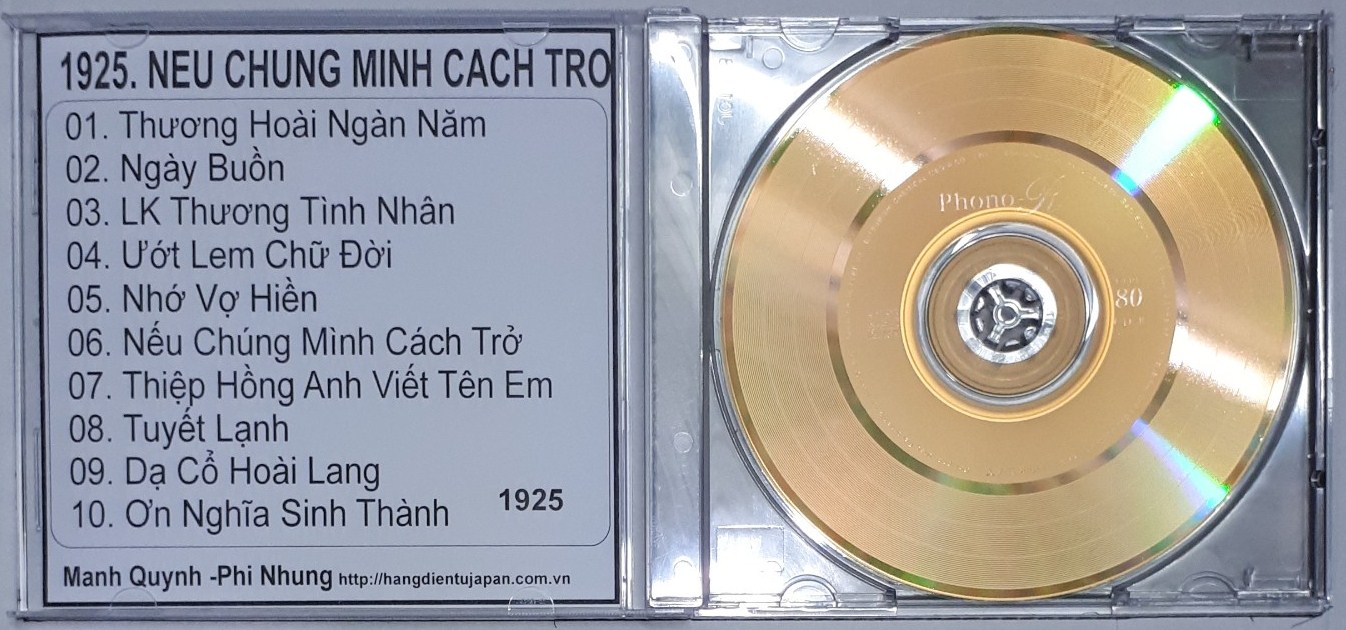 1925. NEU CHUNG MINH CACH TRO
01. Thương Hoài Ngàn Năm
02. Ngày Buồn
03. LK Thương Tình Nhân
04. Ướt Lem Chữ Đời
05. Nhớ Vợ Hiền
06. Nếu Chúng Mình Cách Trở
07. Thiệp Hồng Anh Viết Tên Em
08. Tuyết Lạnh
09. Dạ Cổ Hoài Lang
10. Ơn Nghĩa Sinh Thành
1925
Manh Quynh -Phi Nhung http://hangdientujapan.com.vn
Phono
80